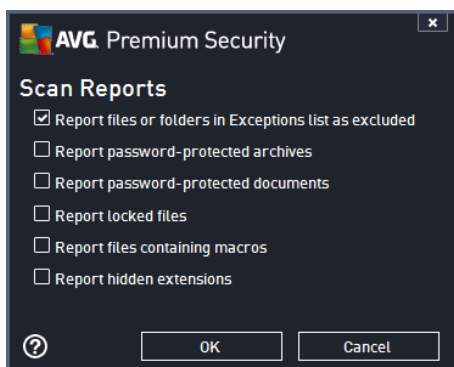 AVG. Premium Security
Scan Reports
Report files or folders in Exceptions list as excluded
Report password-protected archives
Report password-protected documents
Report locked files
Report files containing macros
Report hidden extensions
? OK Cancel